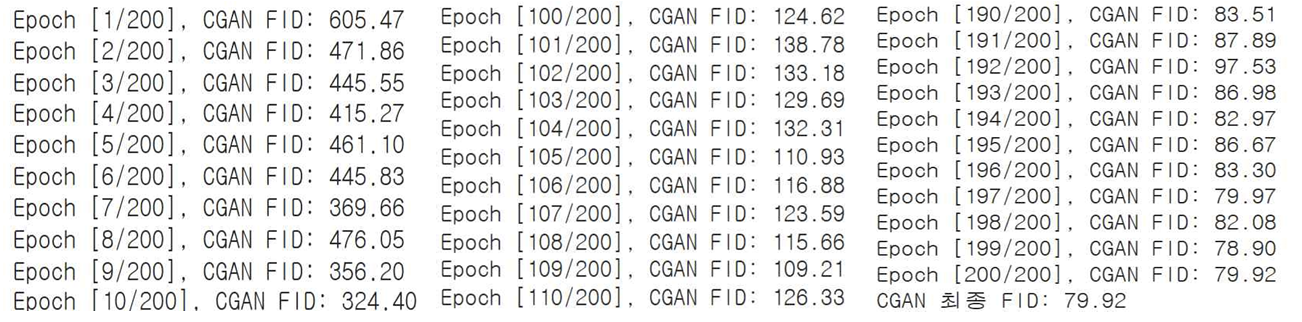 Epoch [1/200], CGAN FID: 605.47
Epoch [2/200], CGAN FID: 471.86
Epoch [3/200], CGAN FID: 445.55
Epoch [4/200], CGAN FID: 415.27
Epoch [5/200], CGAN FID: 461.10
Epoch [6/200], CGAN FID: 445.83
Epoch [7/200], CGAN FID: 369.66
Epoch [8/200], CGAN FID: 476.05
Epoch [9/200], CGAN FID: 356.20
Epoch [10/200], CGAN FID: 324.40
Epoch [100/200], CGAN FID: 124.62
Epoch [101/200], CGAN FID: 138.78
Epoch [102/200], CGAN FID: 133.18
Epoch [103/200], CGAN FID: 129.69
Epoch [104/200], CGAN FID: 132.31
Epoch [105/200], CGAN FID: 110.93
Epoch [106/200], CGAN FID: 116.88
Epoch [107/200], CGAN FID: 123.59
Epoch [108/200], CGAN FID: 115.66
Epoch [109/200], CGAN FID: 109.21
Epoch [110/200], CGAN FID: 126.33
Epoch [190/200], CGAN FID: 83.51
Epoch [191/200], CGAN FID: 87.89
Epoch [192/200], CGAN FID: 97.53
Epoch [193/200], CGAN FID: 86.98
Epoch [194/200], CGAN FID: 82.97
Epoch [195/200], CGAN FID: 86.67
Epoch [196/200], CGAN FID: 83.30
Epoch [197/200], CGAN FID: 79.97
Epoch [198/200], CGAN FID: 82.08
Epoch [199/200], CGAN FID: 78.90
Epoch [200/200], CGAN FID: 79.92
CGAN 최종 FID: 79.92